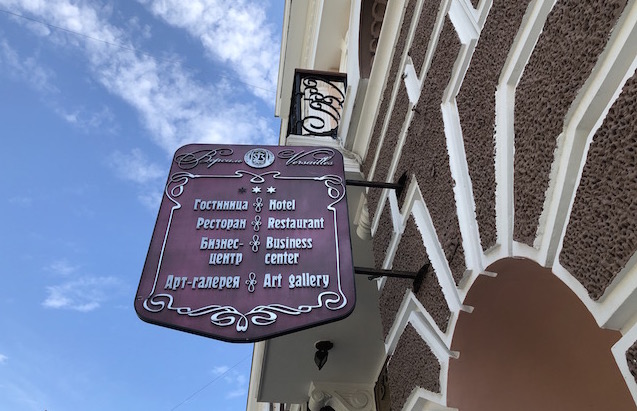 Версаль Versailles
Гостиница Hotel
Ресторан Restaurant
Бизнес- Business
центр center
Арт-галерея Art gallery